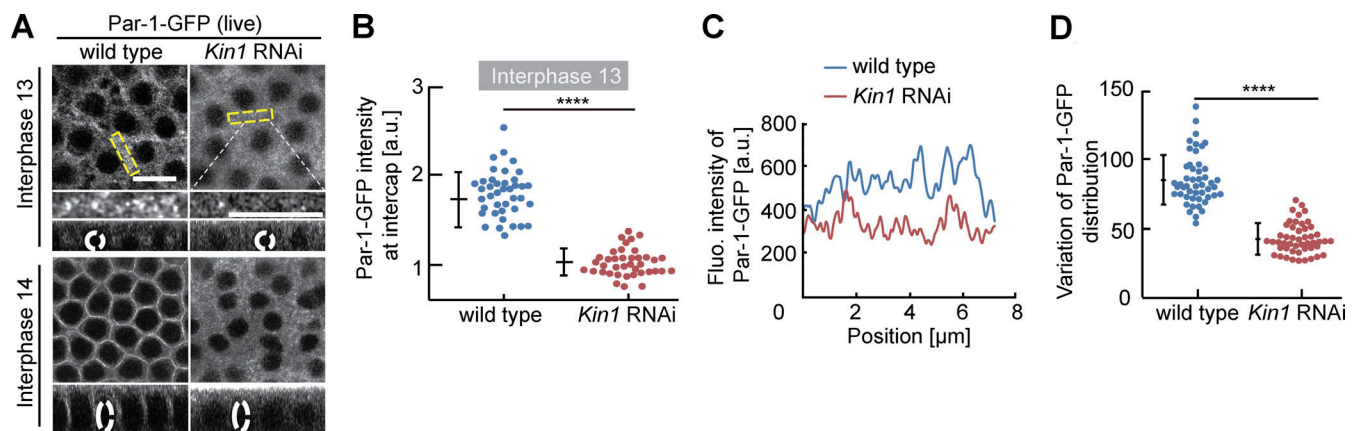 A
Par-1-GFP (live)
wild type
Kin1 RNAi
Interphase 13
Interphase 14
B
Interphase 13
****
Par-1-GFP intensity
at intercap [a.u.]
3
2
1
wild type
Kin1 RNAi
C
wild type
Kin1 RNAi
Fluo. intensity of
Par-1-GFP [a.u.]
800
600
400
200
0
2
4
6
8
Position [µm]
D
****
Variation of Par-1-GFP
distribution
150
100
50
0
wild type
Kin1 RNAi